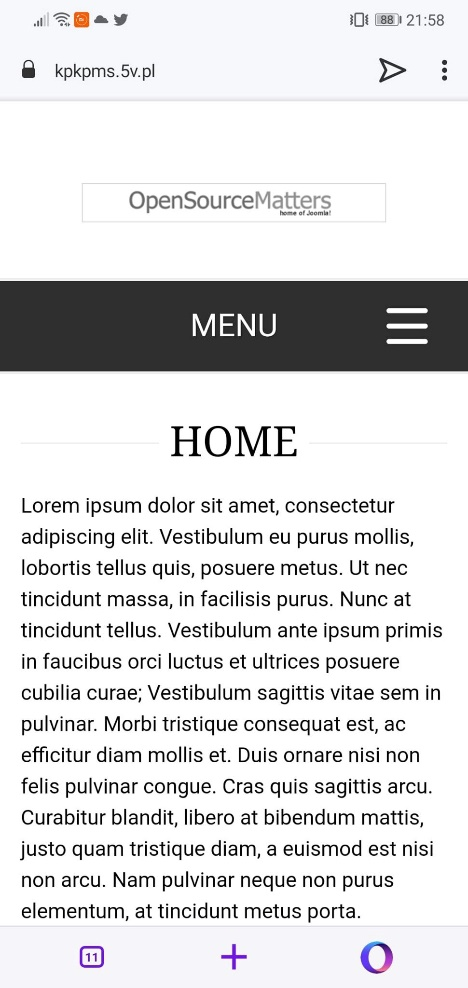 88 21:58
kpkpms.5v.pl
OpenSourceMatters
home of Joomla!
MENU
HOME
Lorem ipsum dolor sit amet, consectetur
adipiscing elit. Vestibulum eu purus mollis,
lobortis tellus quis, posuere metus. Ut nec
tincidunt massa, in facilisis purus. Nunc at
tincidunt tellus. Vestibulum ante ipsum primis
in faucibus orci luctus et ultrices posuere
cubilia curae; Vestibulum sagittis vitae sem in
pulvinar. Morbi tristique consequat est, ac
efficitur diam mollis et. Duis ornare nisi non
felis pulvinar congue. Cras quis sagittis arcu.
Curabitur blandit, libero at bibendum mattis,
justo quam tristique diam, a euismod est nisi
non arcu. Nam pulvinar neque non purus
elementum, at tincidunt metus porta.
11